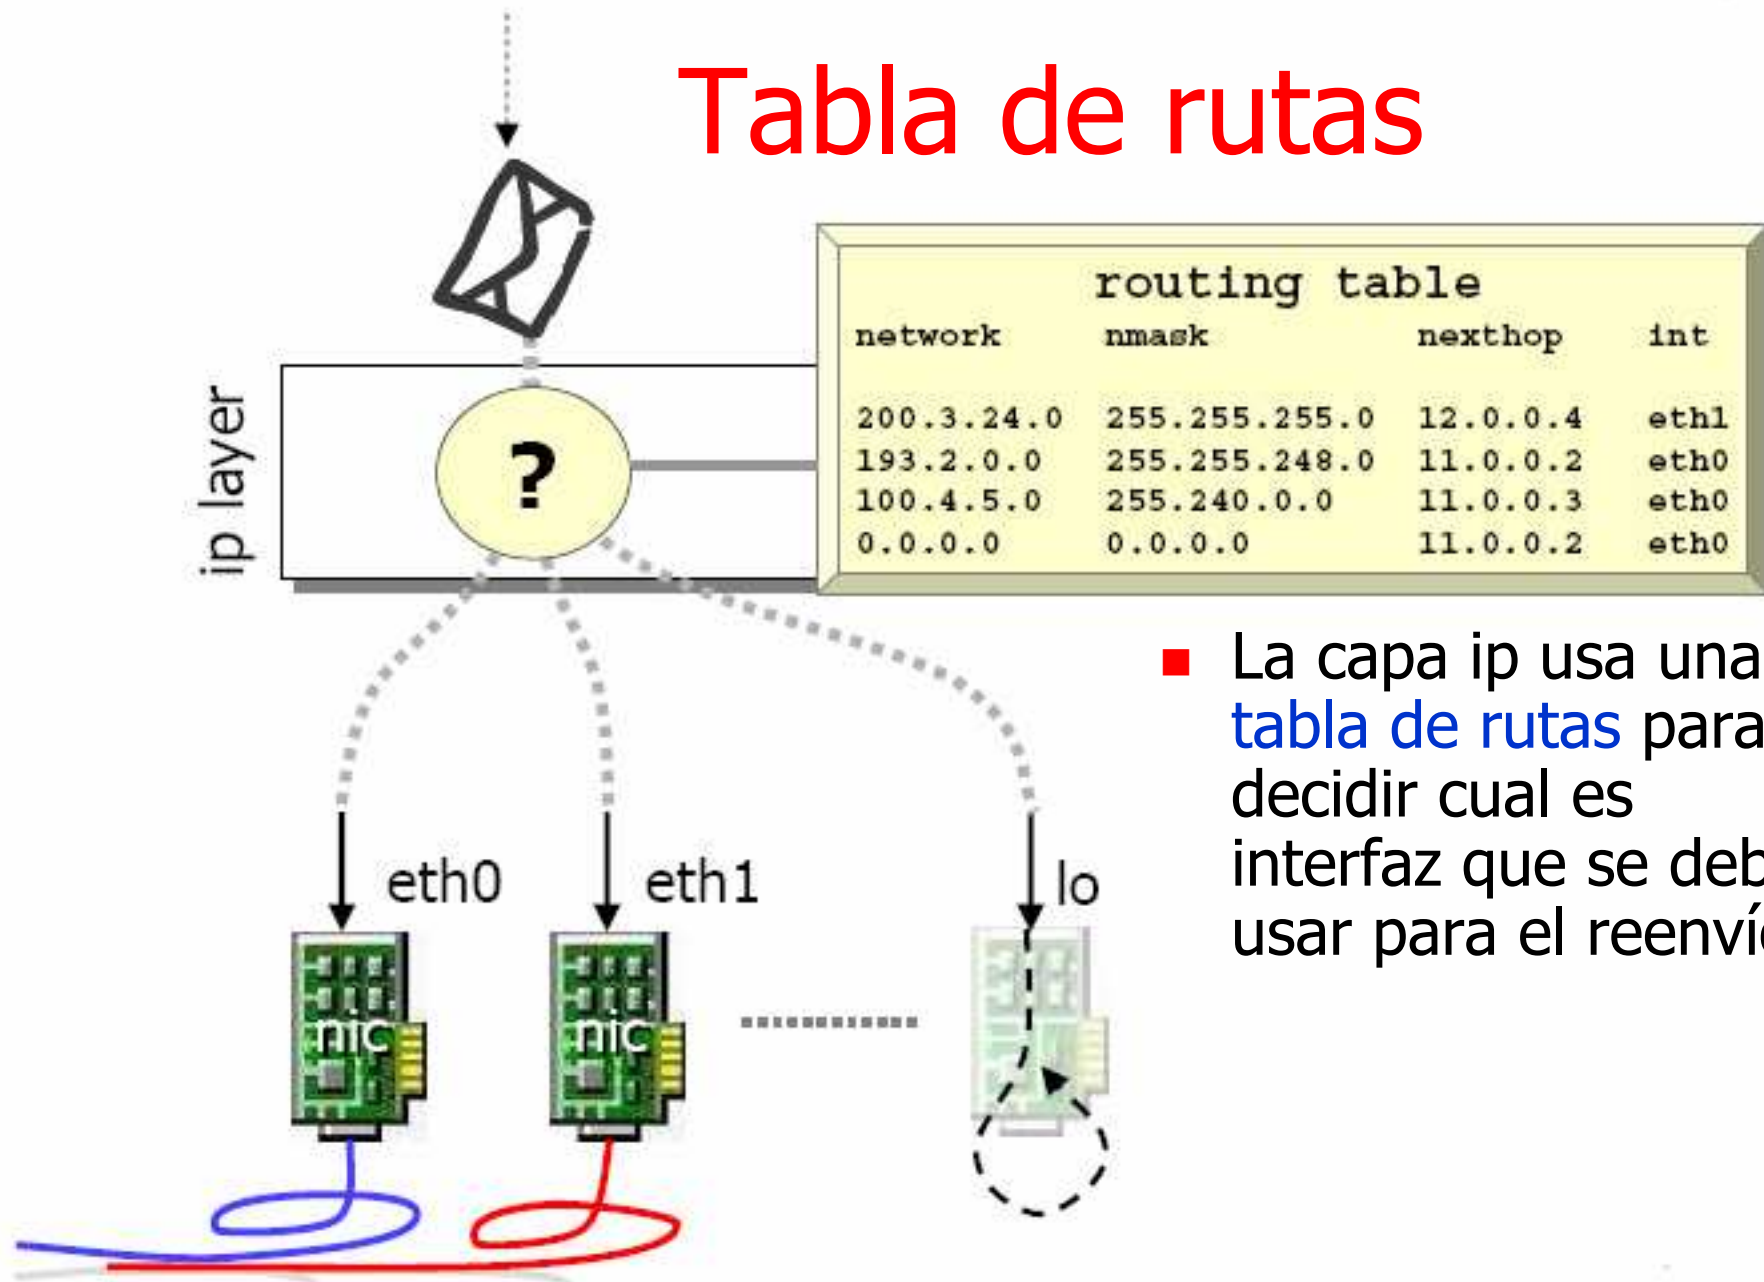 Tabla de rutas
routing table
network nmask nexthop int
200.3.24.0 255.255.255.0 12.0.0.4 eth1
193.2.0.0 255.255.248.0 11.0.0.2 eth0
100.4.5.0 255.240.0.0 11.0.0.3 eth0
0.0.0.0 0.0.0.0 11.0.0.2 eth0
ip layer
?
La capa ip usa una
tabla de rutas para
decidir cual es
interfaz que se deb
usar para el reenví
eth0
eth1
lo
nic
nic